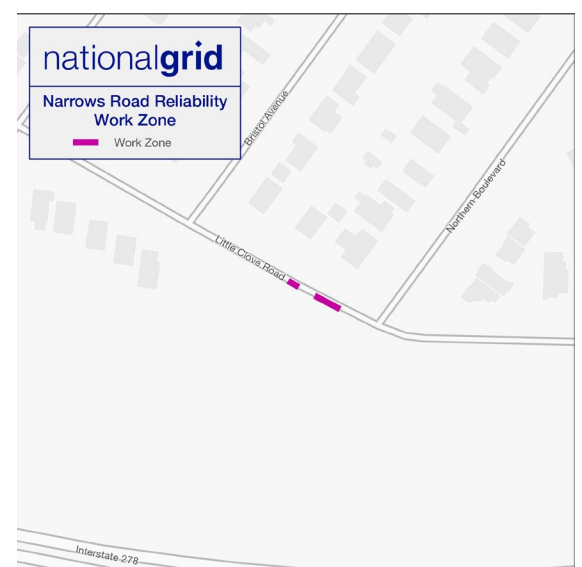 nationalgrid
Narrows Road Reliability
Work Zone
Work Zone
Bristol Avenue
Northern Boulevard
Little Clove Road
Interstate 278